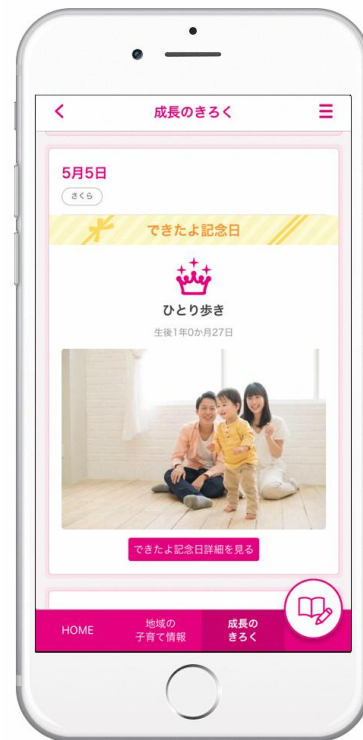 成長のきろく
5月5日
さくら
できたよ記念日
ひとり歩き
生後1年0か月27日
できたよ記念日詳細を見る
HOME
地域の
子育て情報
成長の
きろく